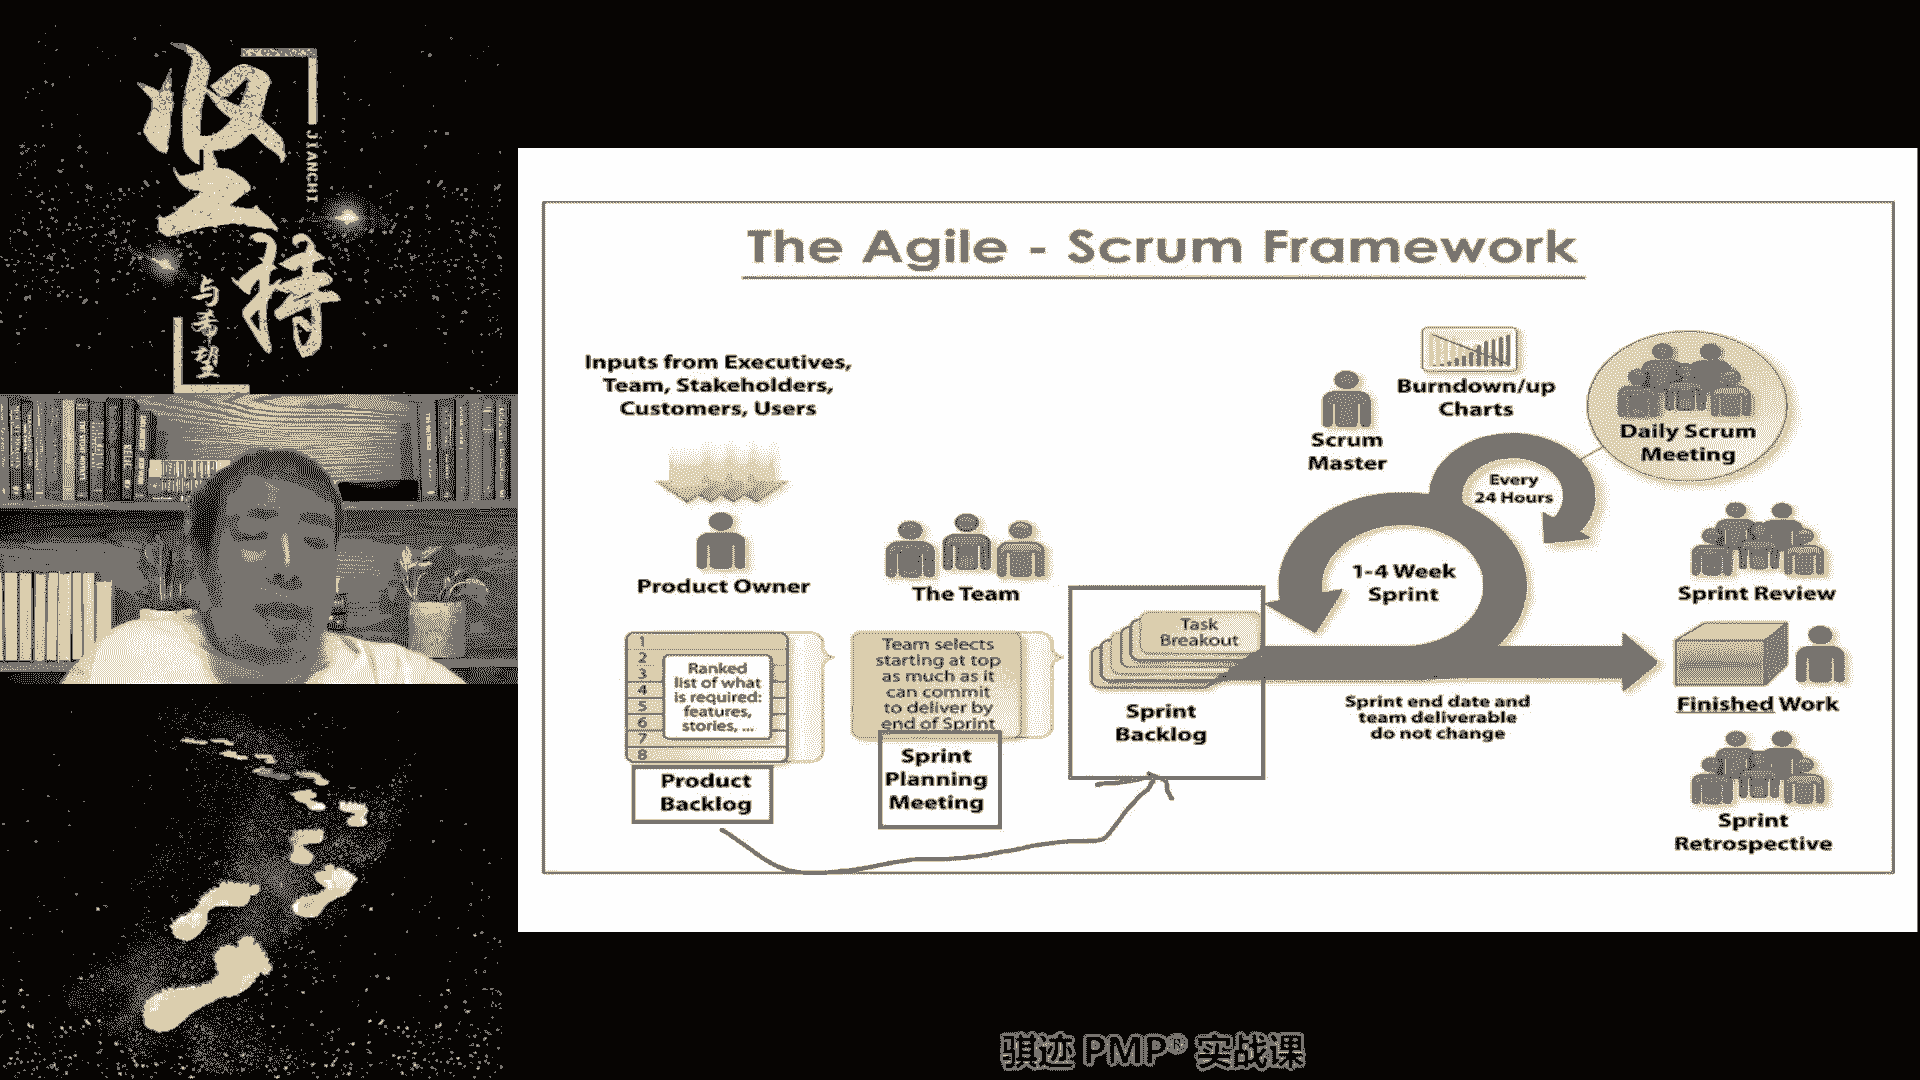 坚
持
JIANCHI
与希望
The Agile - Scrum Framework
Inputs from Executives,
Team, Stakeholders,
Customers, Users
Product Owner
1
2
3
4
5
6
7
8
Ranked
list of what
is required:
features,
stories, ...
Product
Backlog
The Team
Team selects
starting at top
as much as it
can commit
to deliver by
end of Sprint
Sprint
Planning
Meeting
Task
Breakout
Sprint
Backlog
Scrum
Master
Burndown/up
Charts
Every
24 Hours
1-4 Week
Sprint
Daily Scrum
Meeting
Sprint end date and
team deliverable
do not change
Sprint Review
Finished Work
Sprint
Retrospective
骐迹 PMP® 实战课